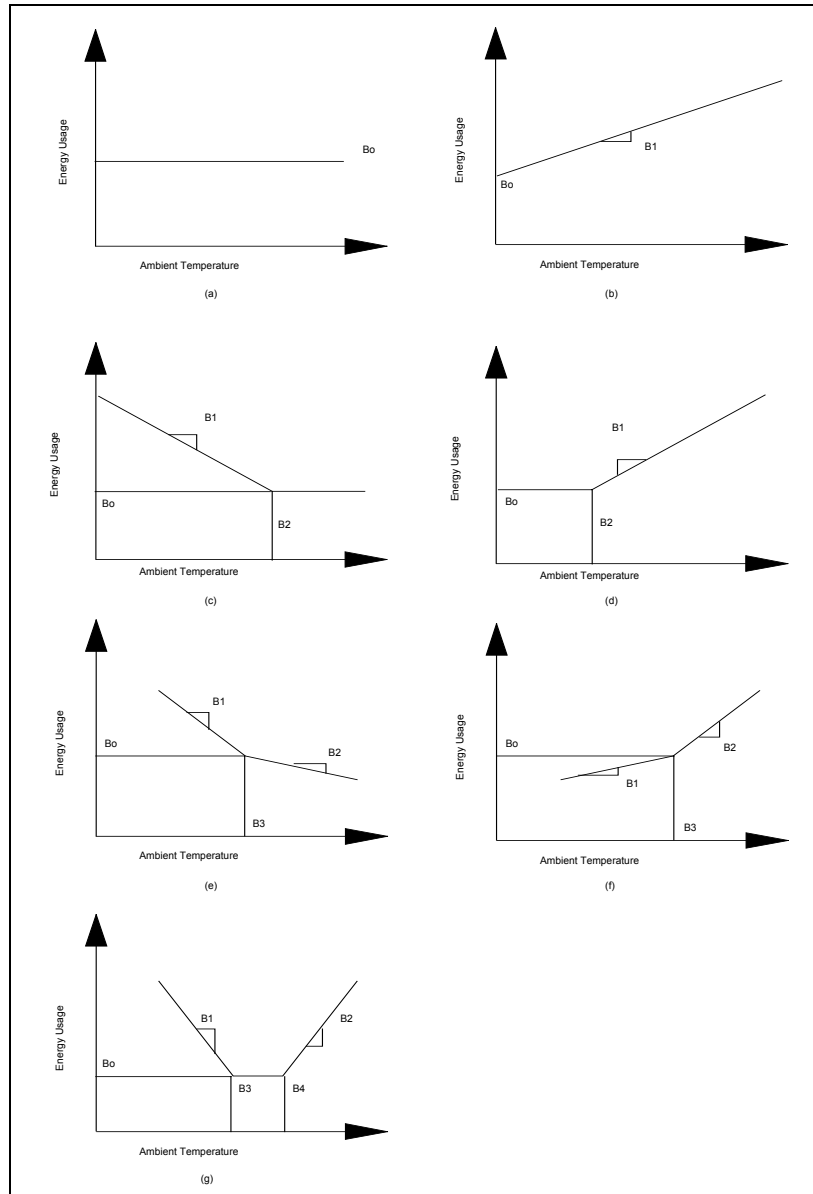 Energy Usage
Bo
Ambient Temperature
(a)
Energy Usage
B1
Bo
Ambient Temperature
(b)
Energy Usage
B1
Bo
B2
Ambient Temperature
(c)
Energy Usage
B1
Bo
B2
Ambient Temperature
(d)
Energy Usage
B1
Bo
B2
B3
Ambient Temperature
(e)
Energy Usage
Bo
B2
B1
B3
Ambient Temperature
(f)
Energy Usage
B1
B2
Bo
B3
B4
Ambient Temperature
(g)